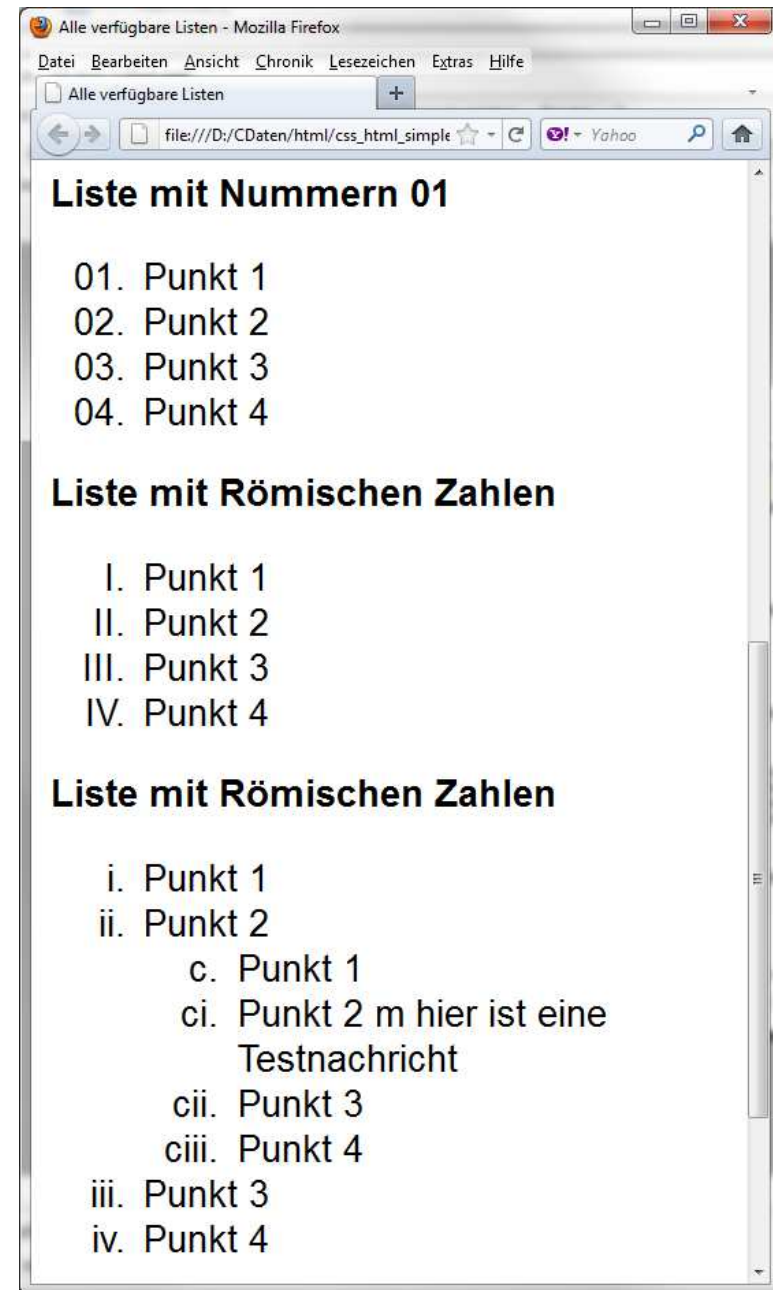 Alle verfügbare Listen - Mozilla Firefox
Datei Bearbeiten Ansicht Chronik Lesezeichen Extras Hilfe
Alle verfügbare Listen +
file:///D:/CDaten/html/css_html_simple Yahoo
Liste mit Nummern 01
01. Punkt 1
02. Punkt 2
03. Punkt 3
04. Punkt 4
Liste mit Römischen Zahlen
I. Punkt 1
II. Punkt 2
III. Punkt 3
IV. Punkt 4
Liste mit Römischen Zahlen
i. Punkt 1
ii. Punkt 2
c. Punkt 1
ci. Punkt 2 m hier ist eine
Testnachricht
cii. Punkt 3
ciii. Punkt 4
iii. Punkt 3
iv. Punkt 4